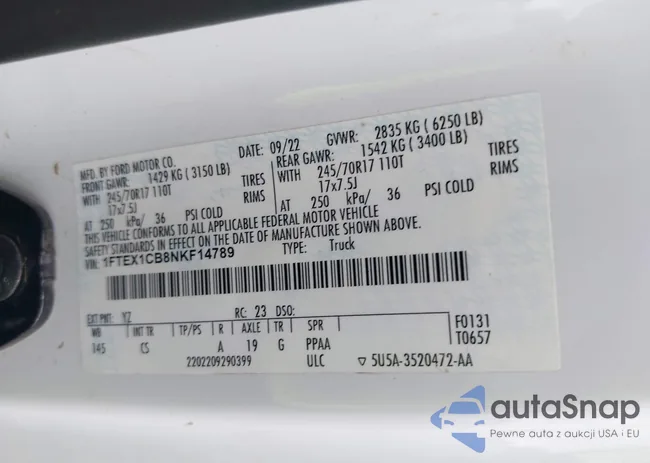 MFD. BY FORD MOTOR CO.
DATE: 09/22 GVWR: 2835 KG ( 6250 LB)
FRONT GAWR: 1429 KG ( 3150 LB) REAR GAWR: 1542 KG ( 3400 LB)
WITH 245/70R17 110T TIRES WITH 245/70R17 110T TIRES
17x7.5J RIMS 17x7.5J RIMS
AT 250 kPa/ 36 PSI COLD AT 250 kPa/ 36 PSI COLD
THIS VEHICLE CONFORMS TO ALL APPLICABLE FEDERAL MOTOR VEHICLE
SAFETY STANDARDS IN EFFECT ON THE DATE OF MANUFACTURE SHOWN ABOVE.
VIN: 1FTEX1CB8NKF14789 TYPE: Truck
EXT PNT: YZ RC: 23 DSO:
WB INT TR TP/PS R AXLE TR SPR F0131
145 CS A 19 G PPAA T0657
2202209290399 ULC ▽ 5U5A-3520472-AA
autaSnap
Pewne auta z aukcji USA i EU